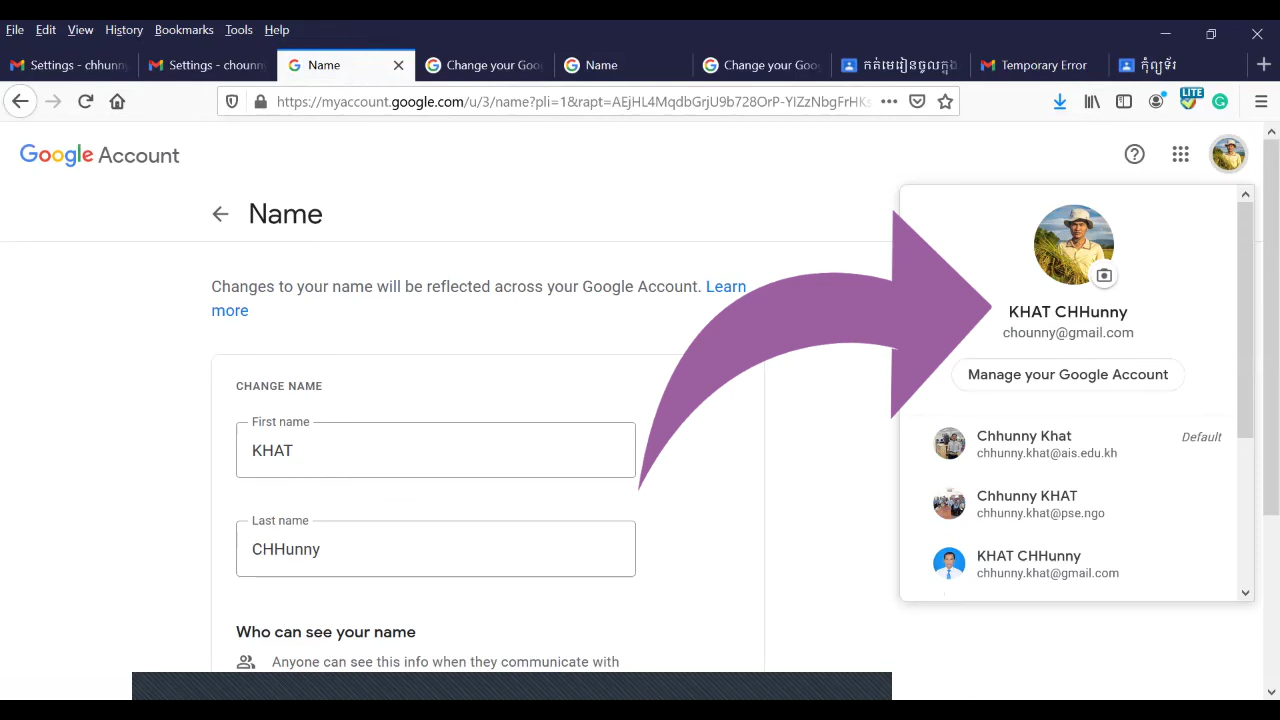 File Edit View History Bookmarks Tools Help
Settings - chhunny Settings - chounny Name Change your Goo Name Change your Goo កត់មេរៀនចូលក្នុង Temporary Error កុំព្យូទ័រ
https://myaccount.google.com/u/3/name?pli=1&rapt=AEjHL4MqdbGrjU9b728OrP-YIZzNbgFrHKs
LITE
Google Account
Name
Changes to your name will be reflected across your Google Account. Learn
more
CHANGE NAME
First name
KHAT
Last name
CHHunny
Who can see your name
Anyone can see this info when they communicate with
KHAT CHHunny
chounny@gmail.com
Manage your Google Account
Chhunny Khat Default
chhunny.khat@ais.edu.kh
Chhunny KHAT
chhunny.khat@pse.ngo
KHAT CHHunny
chhunny.khat@gmail.com